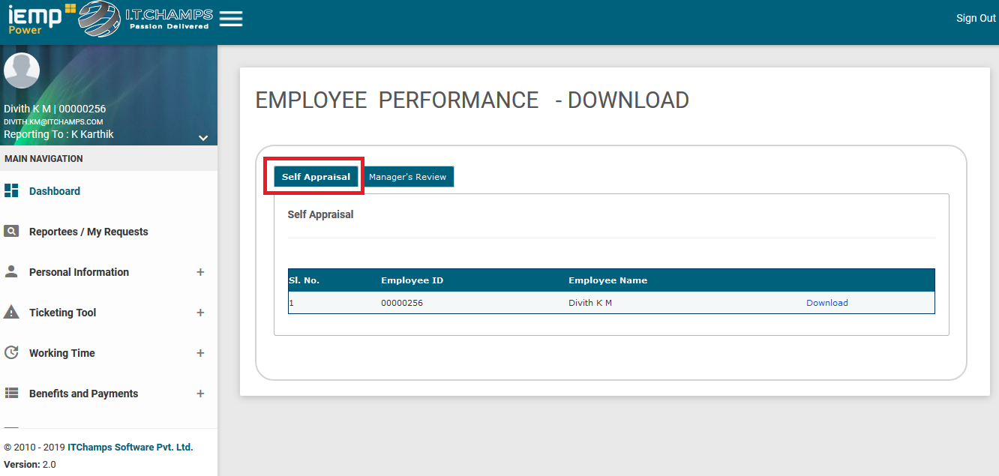 iEMP
Power
I.T.CHAMPS
Passion Delivered
Sign Out
Divith K M | 00000256
DIVITH.KM@ITCHAMPS.COM
Reporting To : K Karthik
MAIN NAVIGATION
Dashboard
Reportees / My Requests
Personal Information +
Ticketing Tool +
Working Time +
Benefits and Payments +
© 2010 - 2019 ITChamps Software Pvt. Ltd.
Version: 2.0
EMPLOYEE PERFORMANCE - DOWNLOAD
Self Appraisal Manager's Review
Self Appraisal
Sl. No. Employee ID Employee Name
1 00000256 Divith K M Download